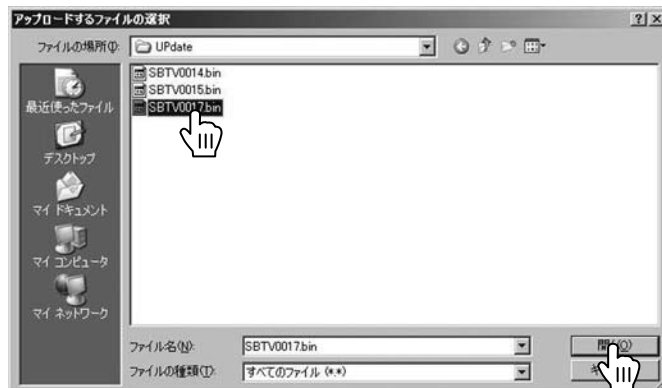 アップロードするファイルの選択
ファイルの場所(I):
UPdate
SBTV0014.bin
SBTV0015.bin
SBTV0017.bin
最近使ったファイル
デスクトップ
マイ ドキュメント
マイ コンピュータ
マイ ネットワーク
ファイル名(N):
SBTV0017.bin
開(O)
ファイルの種類(T):
すべてのファイル (*.*)